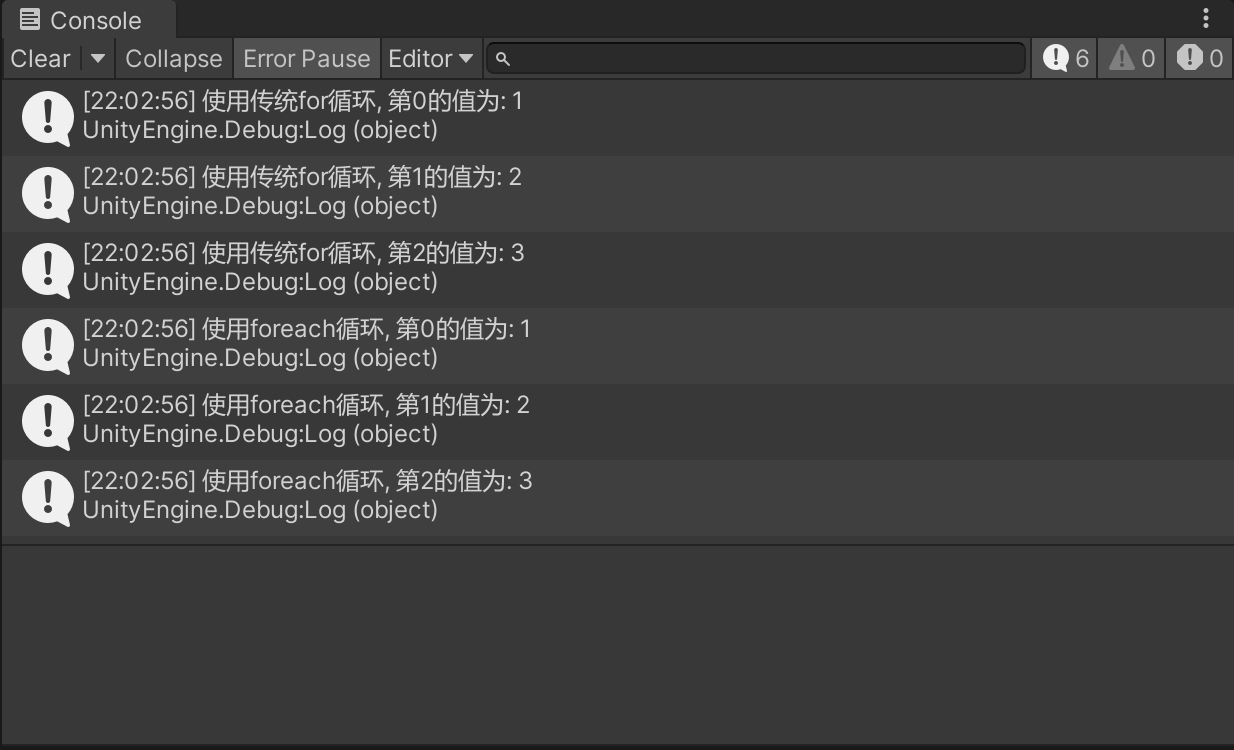 Console
Clear Collapse Error Pause Editor 6 0 0
[22:02:56] 使用传统for循环, 第0的值为: 1
UnityEngine.Debug:Log (object)
[22:02:56] 使用传统for循环, 第1的值为: 2
UnityEngine.Debug:Log (object)
[22:02:56] 使用传统for循环, 第2的值为: 3
UnityEngine.Debug:Log (object)
[22:02:56] 使用foreach循环, 第0的值为: 1
UnityEngine.Debug:Log (object)
[22:02:56] 使用foreach循环, 第1的值为: 2
UnityEngine.Debug:Log (object)
[22:02:56] 使用foreach循环, 第2的值为: 3
UnityEngine.Debug:Log (object)